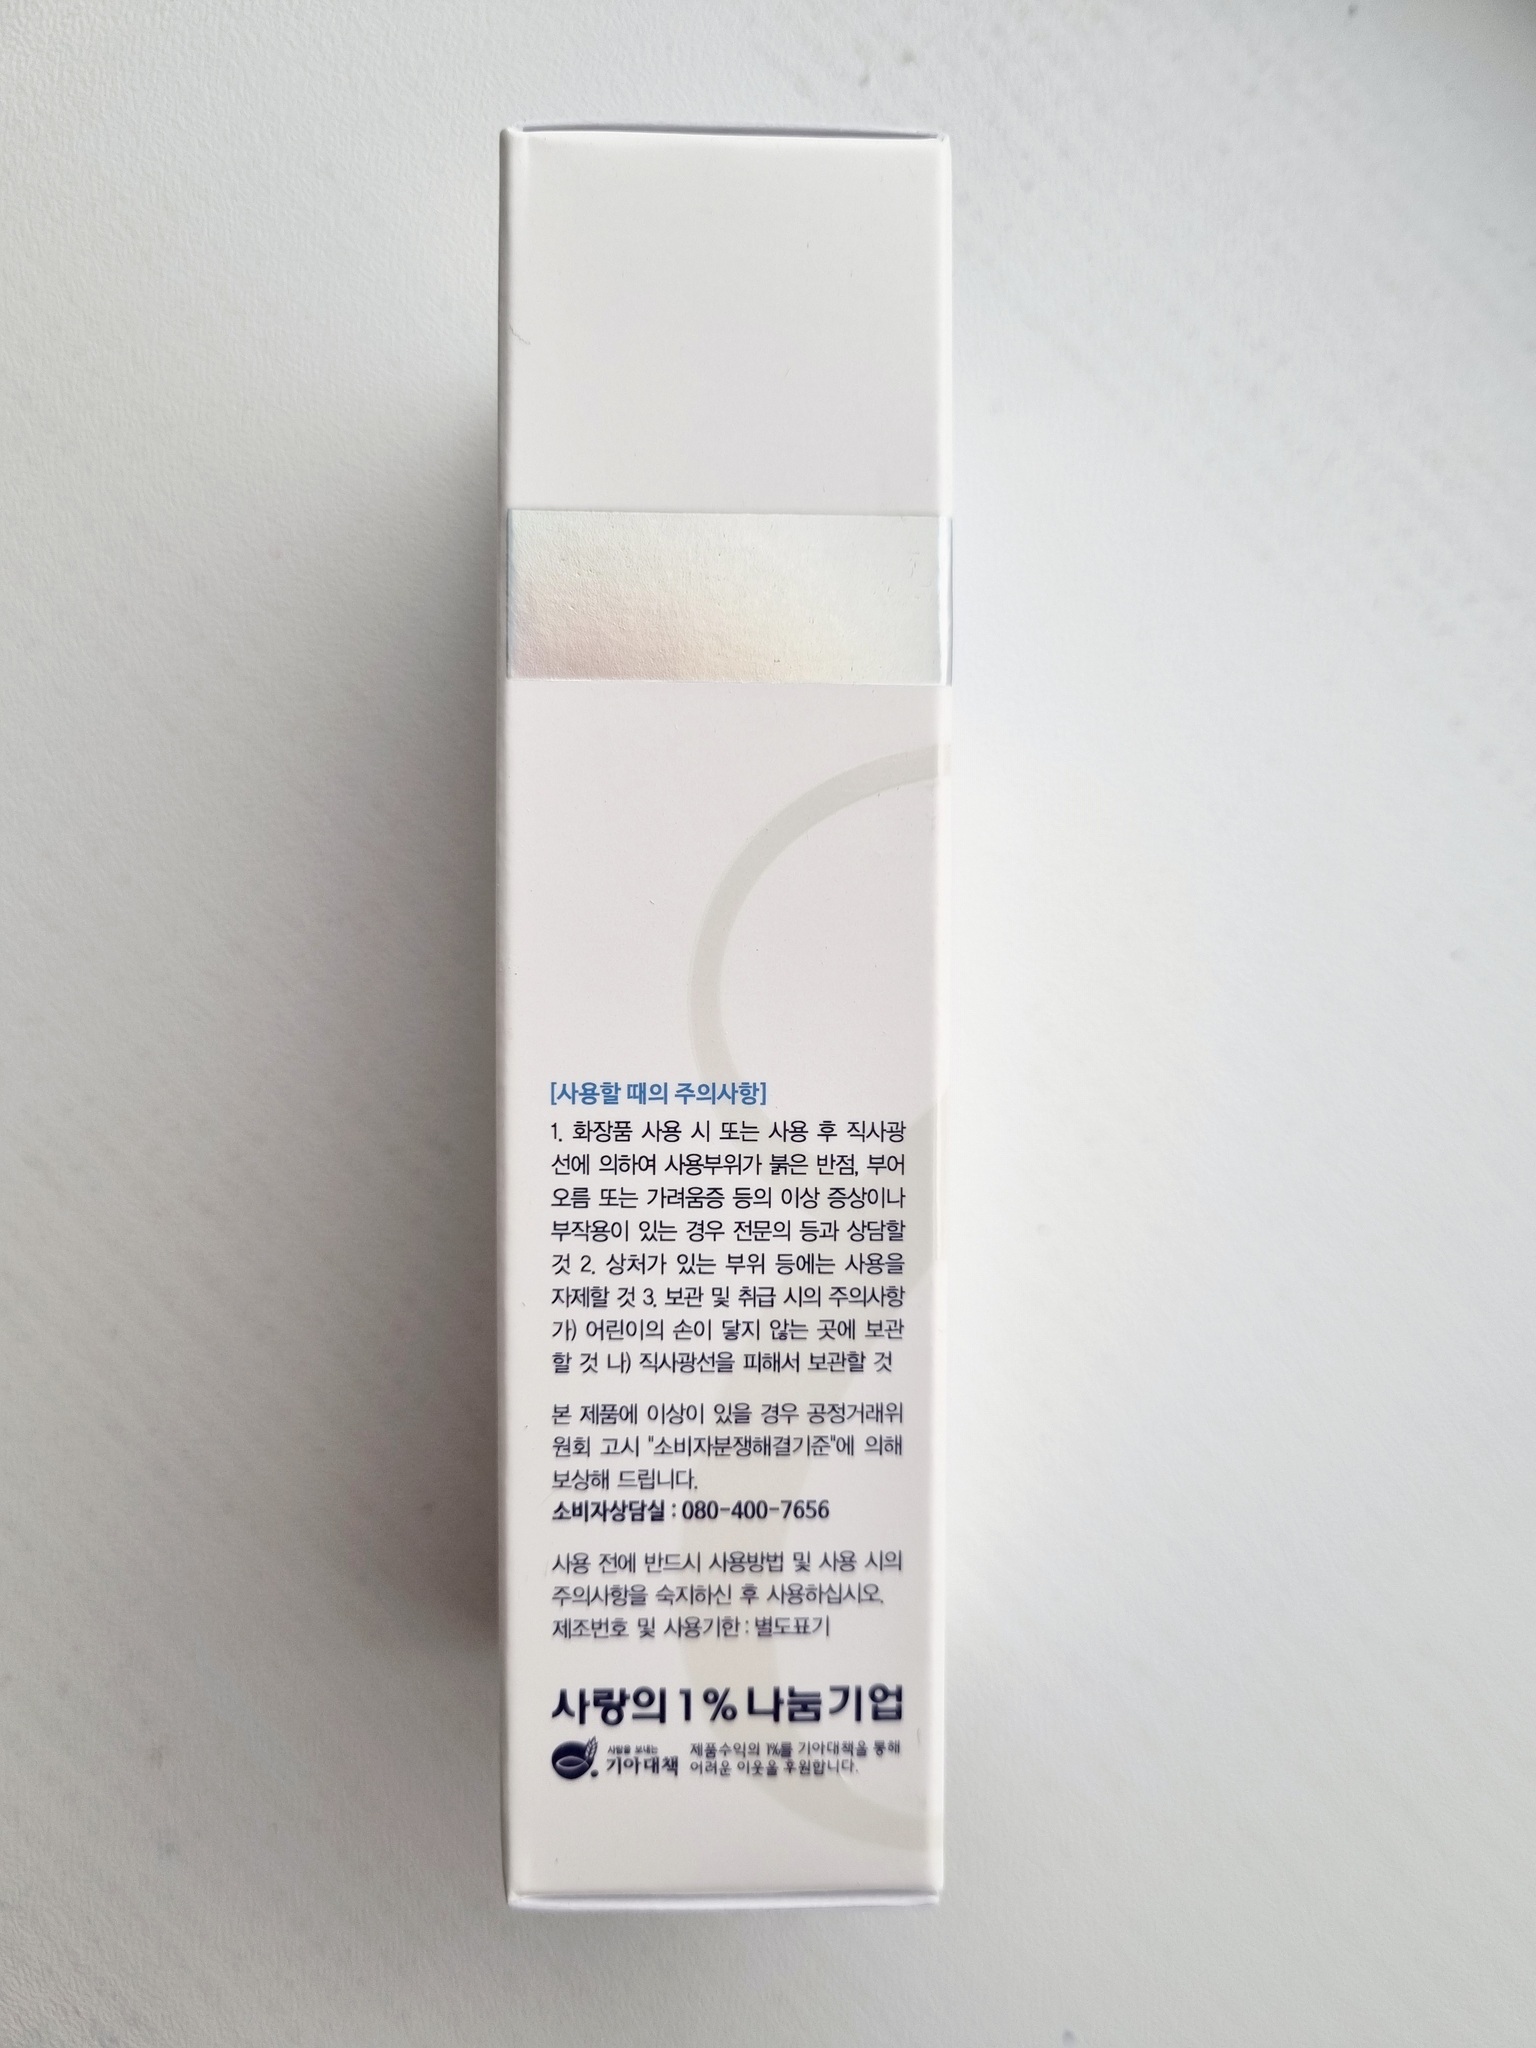 [사용할 때의 주의사항]
1. 화장품 사용 시 또는 사용 후 직사광
선에 의하여 사용부위가 붉은 반점, 부어
오름 또는 가려움증 등의 이상 증상이나
부작용이 있는 경우 전문의 등과 상담할
것 2. 상처가 있는 부위 등에는 사용을
자제할 것 3. 보관 및 취급 시의 주의사항
가) 어린이의 손이 닿지 않는 곳에 보관
할 것 나) 직사광선을 피해서 보관할 것
본 제품에 이상이 있을 경우 공정거래위
원회 고시 "소비자분쟁해결기준"에 의해
보상해 드립니다.
소비자상담실 : 080-400-7656
사용 전에 반드시 사용방법 및 사용 시의
주의사항을 숙지하신 후 사용하십시오.
제조번호 및 사용기한 : 별도표기
사랑의 1% 나눔기업
사람을 보내는
기아대책
제품수익의 1%를 기아대책을 통해
어려운 이웃을 후원합니다.